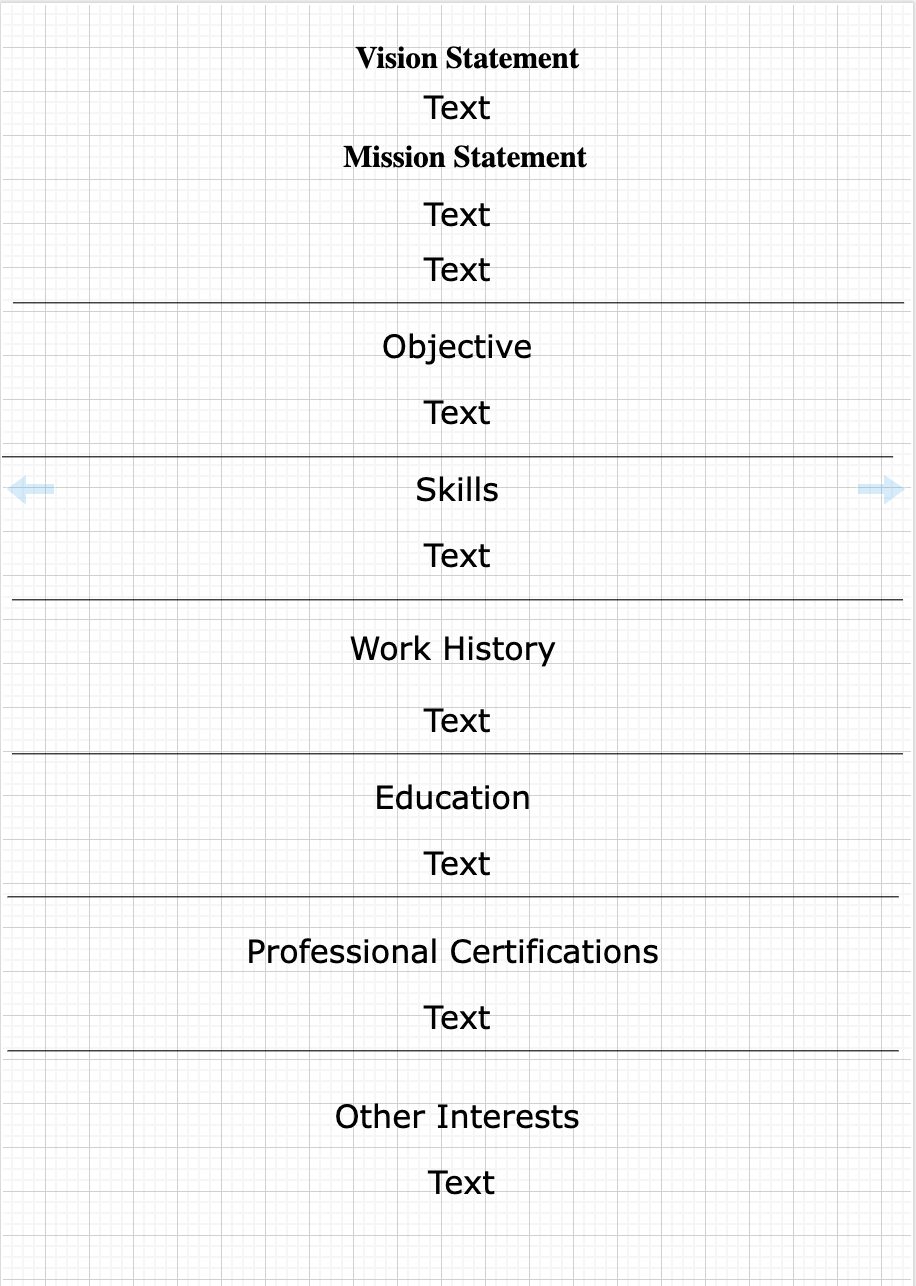 Vision Statement
Text
Mission Statement
Text
Text
Objective
Text
Skills
Text
Work History
Text
Education
Text
Professional Certifications
Text
Other Interests
Text